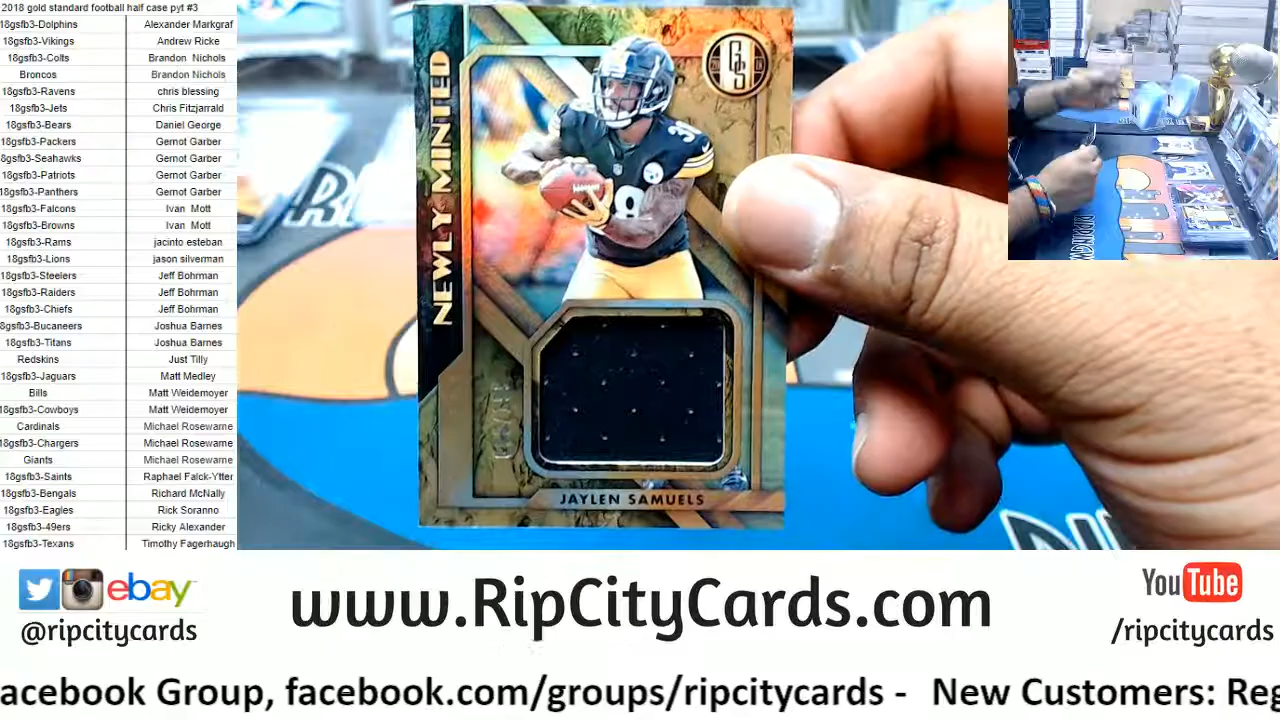 2018 gold standard football half case pyt #3
18gsfb3-Dolphins Alexander Markgraf
18gsfb3-Vikings Andrew Ricke
18gsfb3-Colts Brandon Nichols
Broncos Brandon Nichols
18gsfb3-Ravens chris blessing
18gsfb3-Jets Chris Fitzjarrald
18gsfb3-Bears Daniel George
18gsfb3-Packers Gernot Garber
18gsfb3-Seahawks Gernot Garber
18gsfb3-Patriots Gernot Garber
18gsfb3-Panthers Gernot Garber
18gsfb3-Falcons Ivan Mott
18gsfb3-Browns Ivan Mott
18gsfb3-Rams jacinto esteban
18gsfb3-Lions jason silverman
18gsfb3-Steelers Jeff Bohrman
18gsfb3-Raiders Jeff Bohrman
18gsfb3-Chiefs Jeff Bohrman
8gsfb3-Bucaneers Joshua Barnes
18gsfb3-Titans Joshua Barnes
Redskins Just Tilly
18gsfb3-Jaguars Matt Medley
Bills Matt Weidemoyer
18gsfb3-Cowboys Matt Weidemoyer
Cardinals Michael Rosewarne
18gsfb3-Chargers Michael Rosewarne
Giants Michael Rosewarne
18gsfb3-Saints Raphael Falck-Ytter
18gsfb3-Bengals Richard McNally
18gsfb3-Eagles Rick Soranno
18gsfb3-49ers Ricky Alexander
18gsfb3-Texans Timothy Fagerhaugh
NEWLY MINTED
GS
38
JAYLEN SAMUELS
ebay
@ripcitycards
www.RipCityCards.com
YouTube
/ripcitycards
acebook Group, facebook.com/groups/ripcitycards - New Customers: Reg